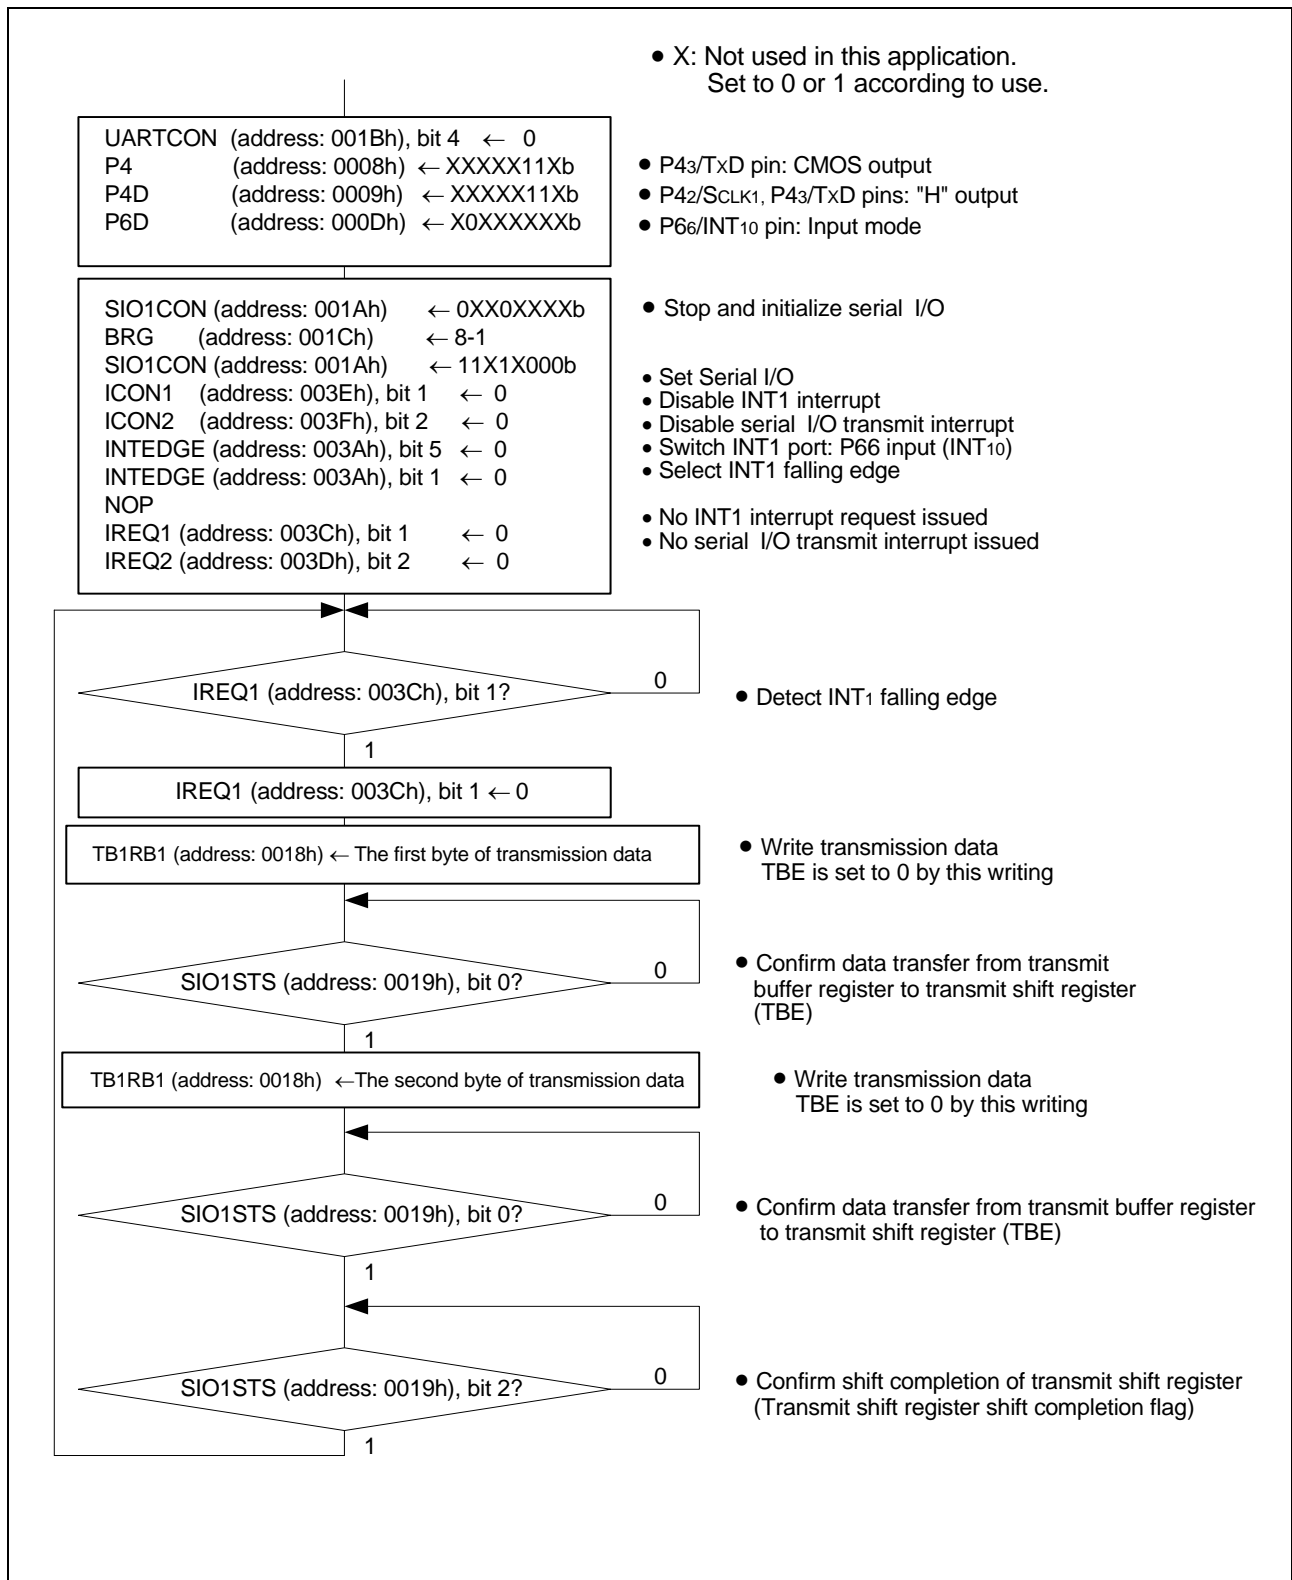 ● X: Not used in this application.
Set to 0 or 1 according to use.
UARTCON (address: 001Bh), bit 4 ← 0
P4 (address: 0008h) ← XXXXX11Xb
P4D (address: 0009h) ← XXXXX11Xb
P6D (address: 000Dh) ← X0XXXXXXb
● P43/TxD pin: CMOS output
● P42/SCLK1, P43/TxD pins: "H" output
● P66/INT10 pin: Input mode
SIO1CON (address: 001Ah) ← 0XX0XXXXb
BRG (address: 001Ch) ← 8-1
SIO1CON (address: 001Ah) ← 11X1X000b
ICON1 (address: 003Eh), bit 1 ← 0
ICON2 (address: 003Fh), bit 2 ← 0
INTEDGE (address: 003Ah), bit 5 ← 0
INTEDGE (address: 003Ah), bit 1 ← 0
NOP
IREQ1 (address: 003Ch), bit 1 ← 0
IREQ2 (address: 003Dh), bit 2 ← 0
● Stop and initialize serial I/O
● Set Serial I/O
● Disable INT1 interrupt
● Disable serial I/O transmit interrupt
● Switch INT1 port: P66 input (INT10)
● Select INT1 falling edge
● No INT1 interrupt request issued
● No serial I/O transmit interrupt issued
IREQ1 (address: 003Ch), bit 1?
0
● Detect INT1 falling edge
1
IREQ1 (address: 003Ch), bit 1 ← 0
TB1RB1 (address: 0018h) ← The first byte of transmission data
● Write transmission data
TBE is set to 0 by this writing
SIO1STS (address: 0019h), bit 0?
0
● Confirm data transfer from transmit
buffer register to transmit shift register
(TBE)
1
TB1RB1 (address: 0018h) ←The second byte of transmission data
● Write transmission data
TBE is set to 0 by this writing
SIO1STS (address: 0019h), bit 0?
0
● Confirm data transfer from transmit buffer register
to transmit shift register (TBE)
1
SIO1STS (address: 0019h), bit 2?
0
● Confirm shift completion of transmit shift register
(Transmit shift register shift completion flag)
1